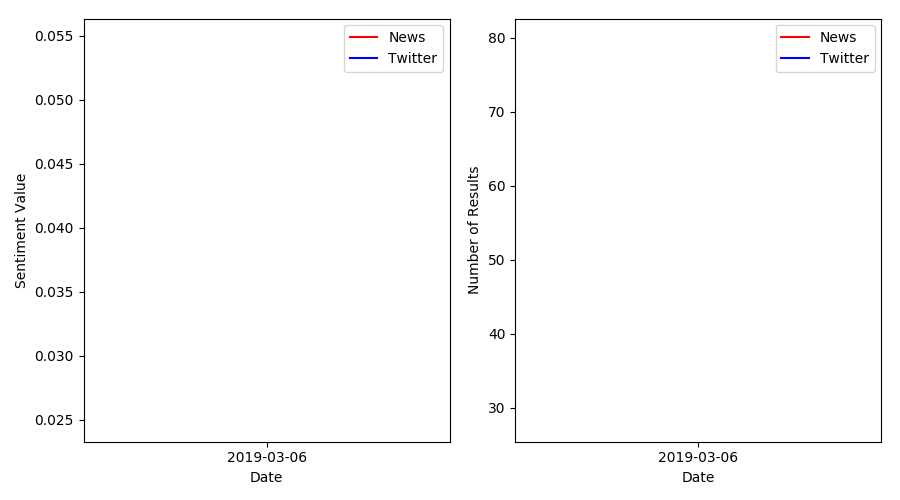 0.055
0.050
0.045
0.040
0.035
0.030
0.025
Sentiment Value
2019-03-06
Date
News
Twitter
80
70
60
50
40
30
Number of Results
2019-03-06
Date
News
Twitter